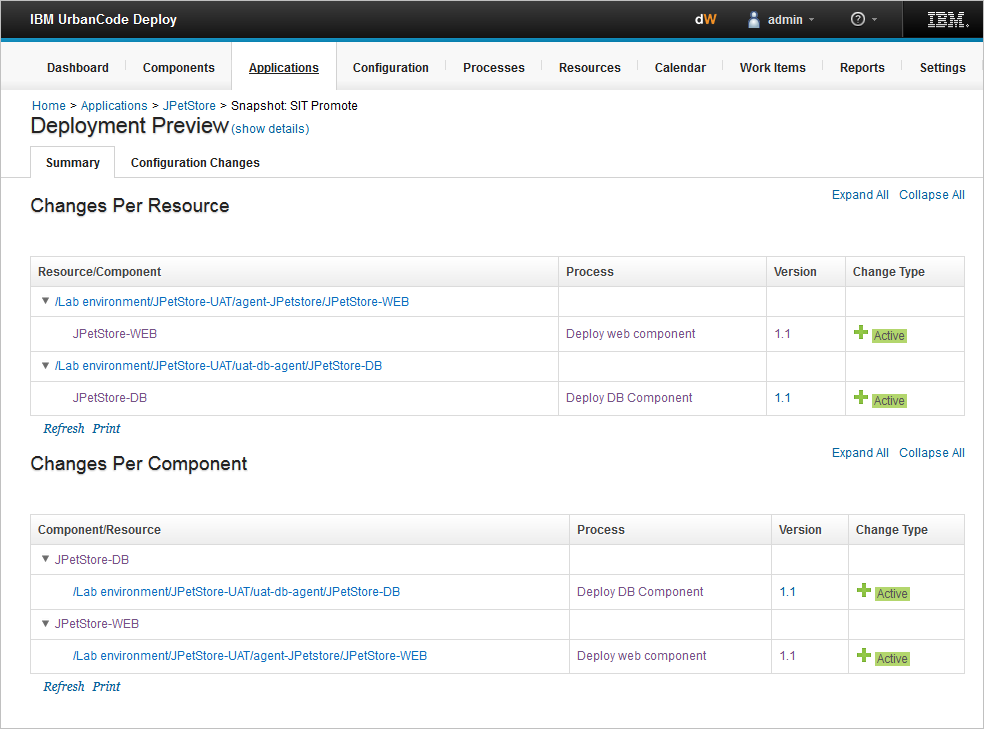 IBM UrbanCode Deploy dW admin ? IBM.
Dashboard Components Applications Configuration Processes Resources Calendar Work Items Reports Settings
Home > Applications > JPetStore > Snapshot: SIT Promote
Deployment Preview (show details)
Summary Configuration Changes
Expand All Collapse All
Changes Per Resource
Resource/Component Process Version Change Type
/Lab environment/JPetStore-UAT/agent-JPetstore/JPetStore-WEB
JPetStore-WEB Deploy web component 1.1 Active
/Lab environment/JPetStore-UAT/uat-db-agent/JPetStore-DB
JPetStore-DB Deploy DB Component 1.1 Active
Refresh Print
Expand All Collapse All
Changes Per Component
Component/Resource Process Version Change Type
JPetStore-DB
/Lab environment/JPetStore-UAT/uat-db-agent/JPetStore-DB Deploy DB Component 1.1 Active
JPetStore-WEB
/Lab environment/JPetStore-UAT/agent-JPetstore/JPetStore-WEB Deploy web component 1.1 Active
Refresh Print